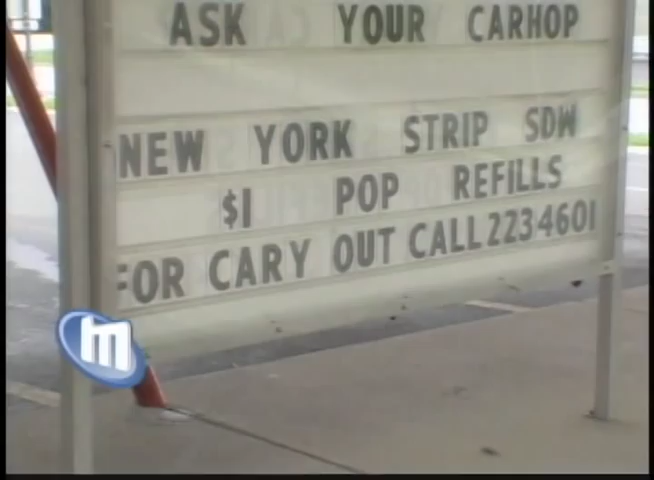 ASK YOUR CARHOP
NEW YORK STRIP SDW
$1 POP REFILLS
FOR CARY OUT CALL 2234601
m